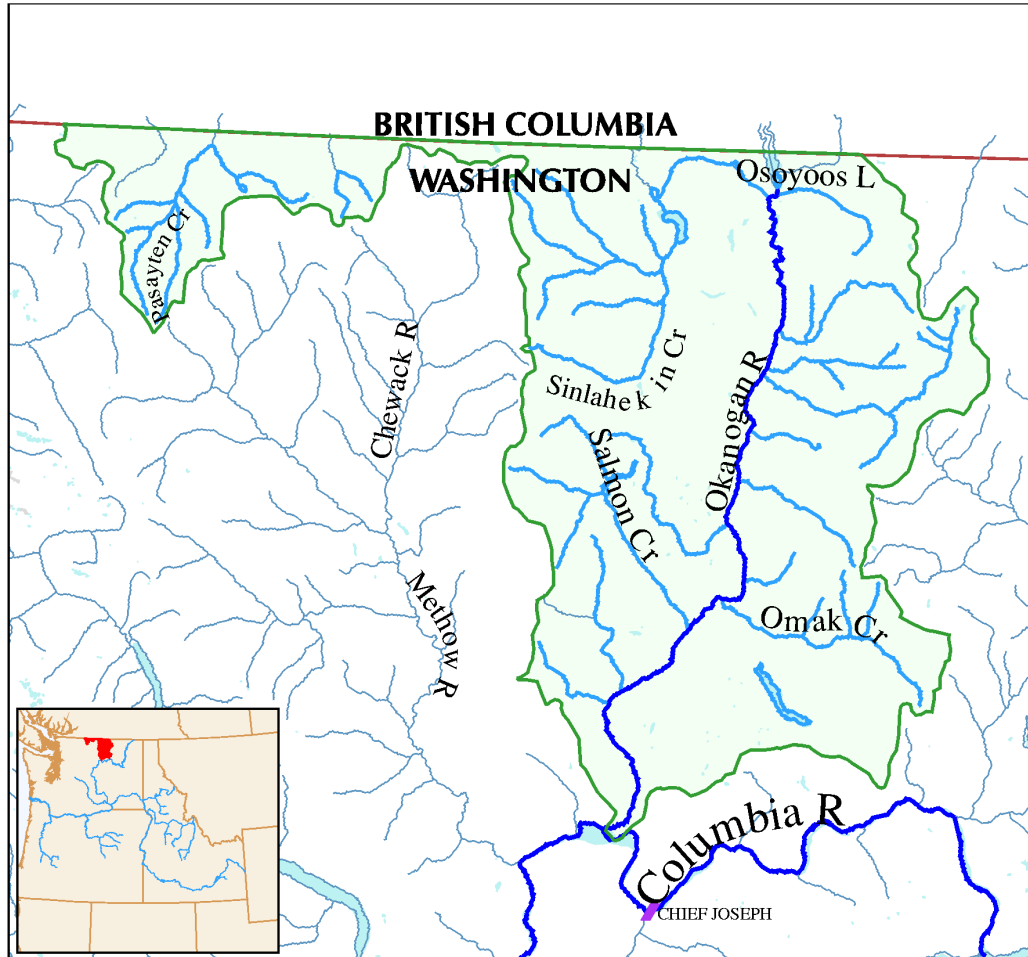 BRITISH COLUMBIA
WASHINGTON
Osoyoos L
Pasayten Cr
Chewack R
Sinlahekin Cr
Okanogan R
Salmon Cr
Methow R
Omak Cr
Columbia R
CHIEF JOSEPH